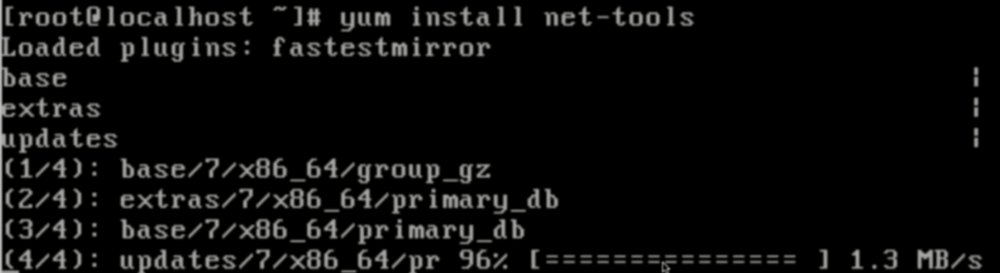 [root@localhost ~]# yum install net-tools
Loaded plugins: fastestmirror
base |
extras |
updates |
(1/4): base/7/x86_64/group_gz
(2/4): extras/7/x86_64/primary_db
(3/4): base/7/x86_64/primary_db
(4/4): updates/7/x86_64/pr 96% [=============== ] 1.3 MB/s